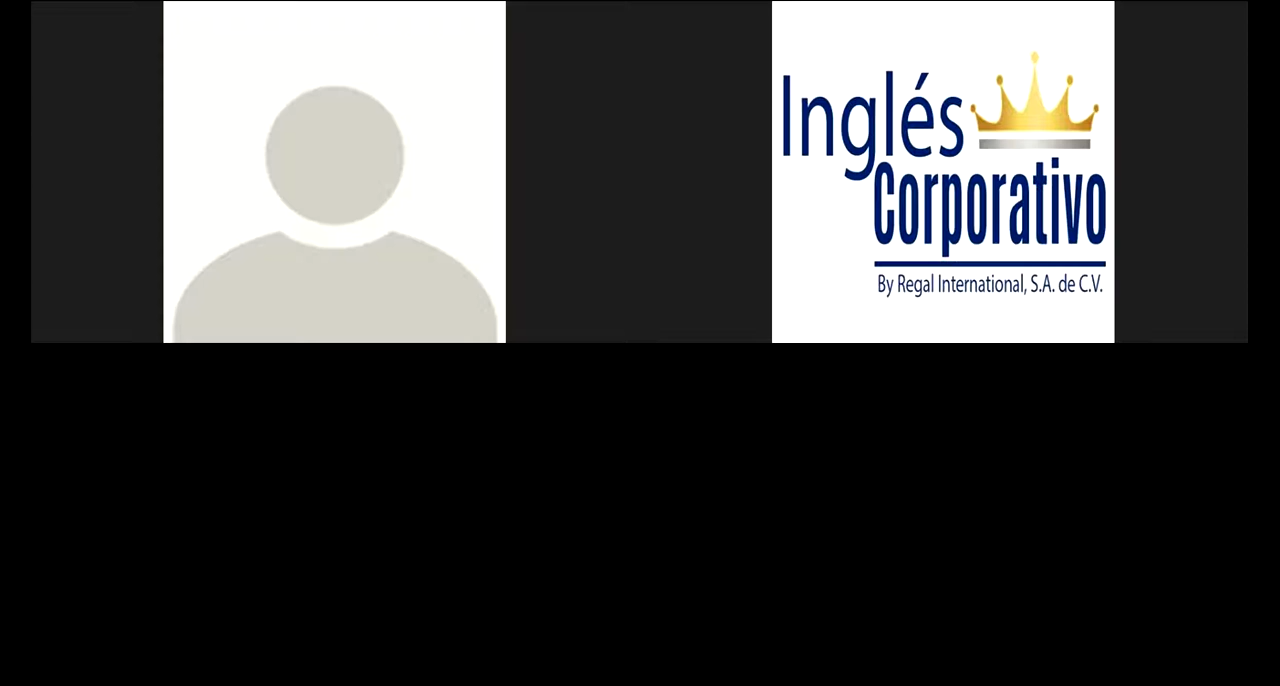 Inglés
Corporativo
By Regal International, S.A. de C.V.